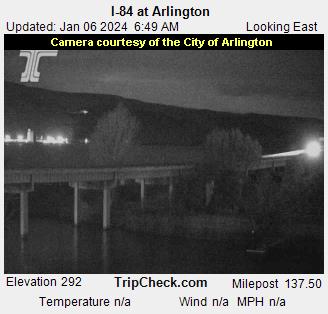 I-84 at Arlington
Updated: Jan 06 2024 6:49 AM Looking East
Camera courtesy of the City of Arlington
Elevation 292 TripCheck.com Milepost 137.50
Temperature n/a Wind n/a MPH n/a